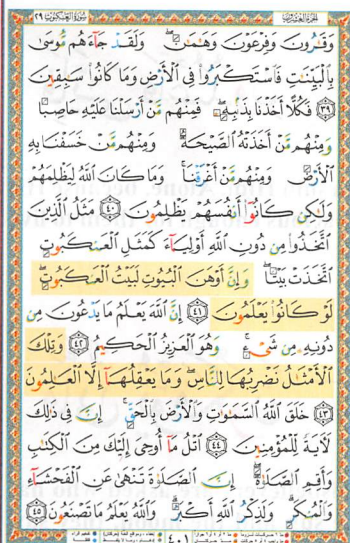 الجزء العشرون سورة العنكبوت ٢٩
وَقَٰرُونَ وَفِرۡعَوۡنَ وَهَٰمَٰنَۖ وَلَقَدۡ جَآءَهُم مُّوسَىٰ
بِٱلۡبَيِّنَٰتِ فَٱسۡتَكۡبَرُواْ فِي ٱلۡأَرۡضِ وَمَا كَانُواْ سَٰبِقِينَ
٣٩ فَكُلًّا أَخَذۡنَا بِذَنۢبِهِۦۖ فَمِنۡهُم مَّنۡ أَرۡسَلۡنَا عَلَيۡهِ حَاصِبٗا
وَمِنۡهُم مَّنۡ أَخَذَتۡهُ ٱلصَّيۡحَةُ وَمِنۡهُم مَّنۡ خَسَفۡنَا بِهِ
ٱلۡأَرۡضَ وَمِنۡهُم مَّنۡ أَغۡرَقۡنَاۚ وَمَا كَانَ ٱللَّهُ لِيَظۡلِمَهُمۡ
وَلَٰكِن كَانُوٓاْ أَنفُسَهُمۡ يَظۡلِمُونَ ٤٠ مَثَلُ ٱلَّذِينَ
ٱتَّخَذُواْ مِن دُونِ ٱللَّهِ أَوۡلِيَآءَ كَمَثَلِ ٱلۡعَنكَبُوتِ
ٱتَّخَذَتۡ بَيۡتٗاۖ وَإِنَّ أَوۡهَنَ ٱلۡبُيُوتِ لَبَيۡتُ ٱلۡعَنكَبُوتِۖ
لَوۡ كَانُواْ يَعۡلَمُونَ ٤١ إِنَّ ٱللَّهَ يَعۡلَمُ مَا يَدۡعُونَ مِن
دُونِهِۦ مِن شَيۡءٖۚ وَهُوَ ٱلۡعَزِيزُ ٱلۡحَكِيمُ ٤٢ وَتِلۡكَ
ٱلۡأَمۡثَٰلُ نَضۡرِبُهَا لِلنَّاسِۖ وَمَا يَعۡقِلُهَآ إِلَّا ٱلۡعَٰلِمُونَ
٤٣ خَلَقَ ٱللَّهُ ٱلسَّمَٰوَٰتِ وَٱلۡأَرۡضَ بِٱلۡحَقِّۚ إِنَّ فِي ذَٰلِكَ
لَأٓيَةٗ لِّلۡمُؤۡمِنِينَ ٤٤ ٱتۡلُ مَآ أُوحِيَ إِلَيۡكَ مِنَ ٱلۡكِتَٰبِ
وَأَقِمِ ٱلصَّلَوٰةَۖ إِنَّ ٱلصَّلَوٰةَ تَنۡهَىٰ عَنِ ٱلۡفَحۡشَآءِ
وَٱلۡمُنكَرِۗ وَلَذِكۡرُ ٱللَّهِ أَكۡبَرُۗ وَٱللَّهُ يَعۡلَمُ مَا تَصۡنَعُونَ ٤٥
٤٠١